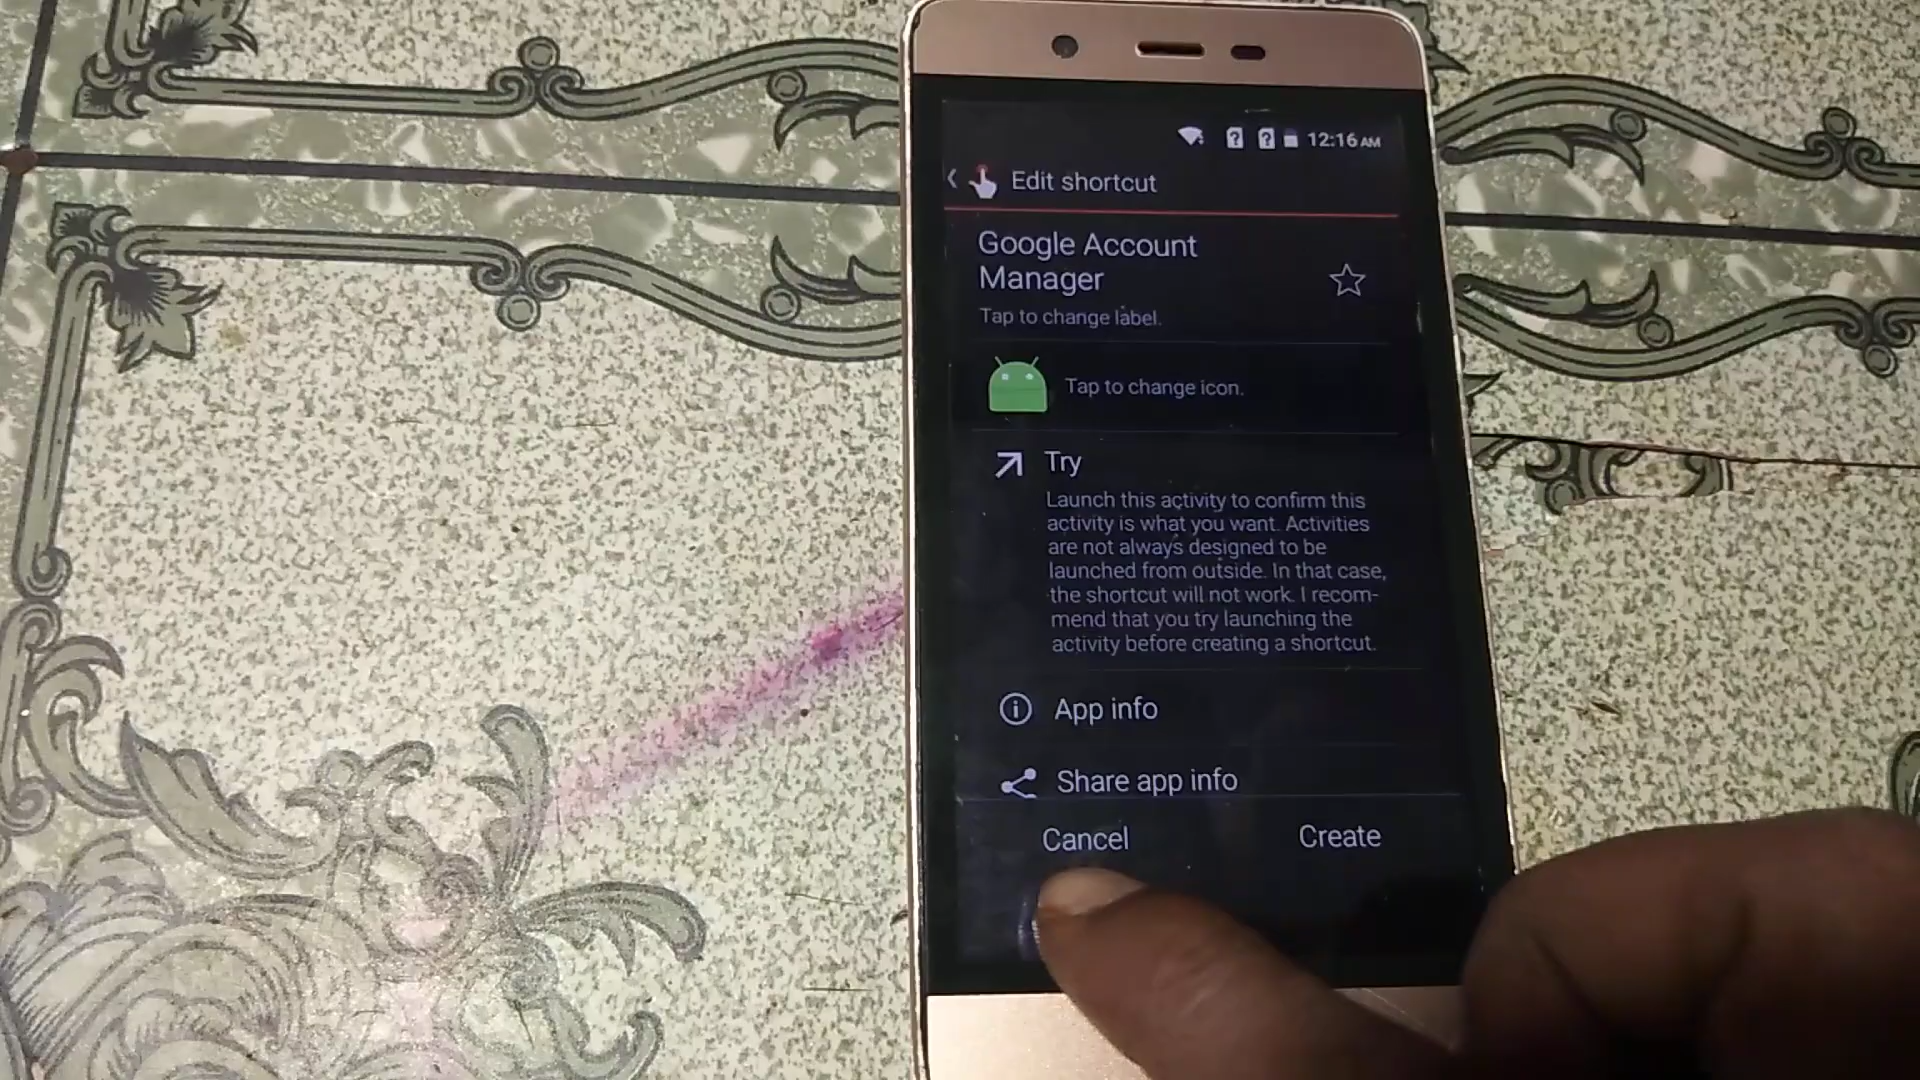 12:16 AM
Edit shortcut
Google Account
Manager
Tap to change label.
Tap to change icon.
Try
Launch this activity to confirm this
activity is what you want. Activities
are not always designed to be
launched from outside. In that case,
the shortcut will not work. I recom-
mend that you try launching the
activity before creating a shortcut.
App info
Share app info
Cancel
Create